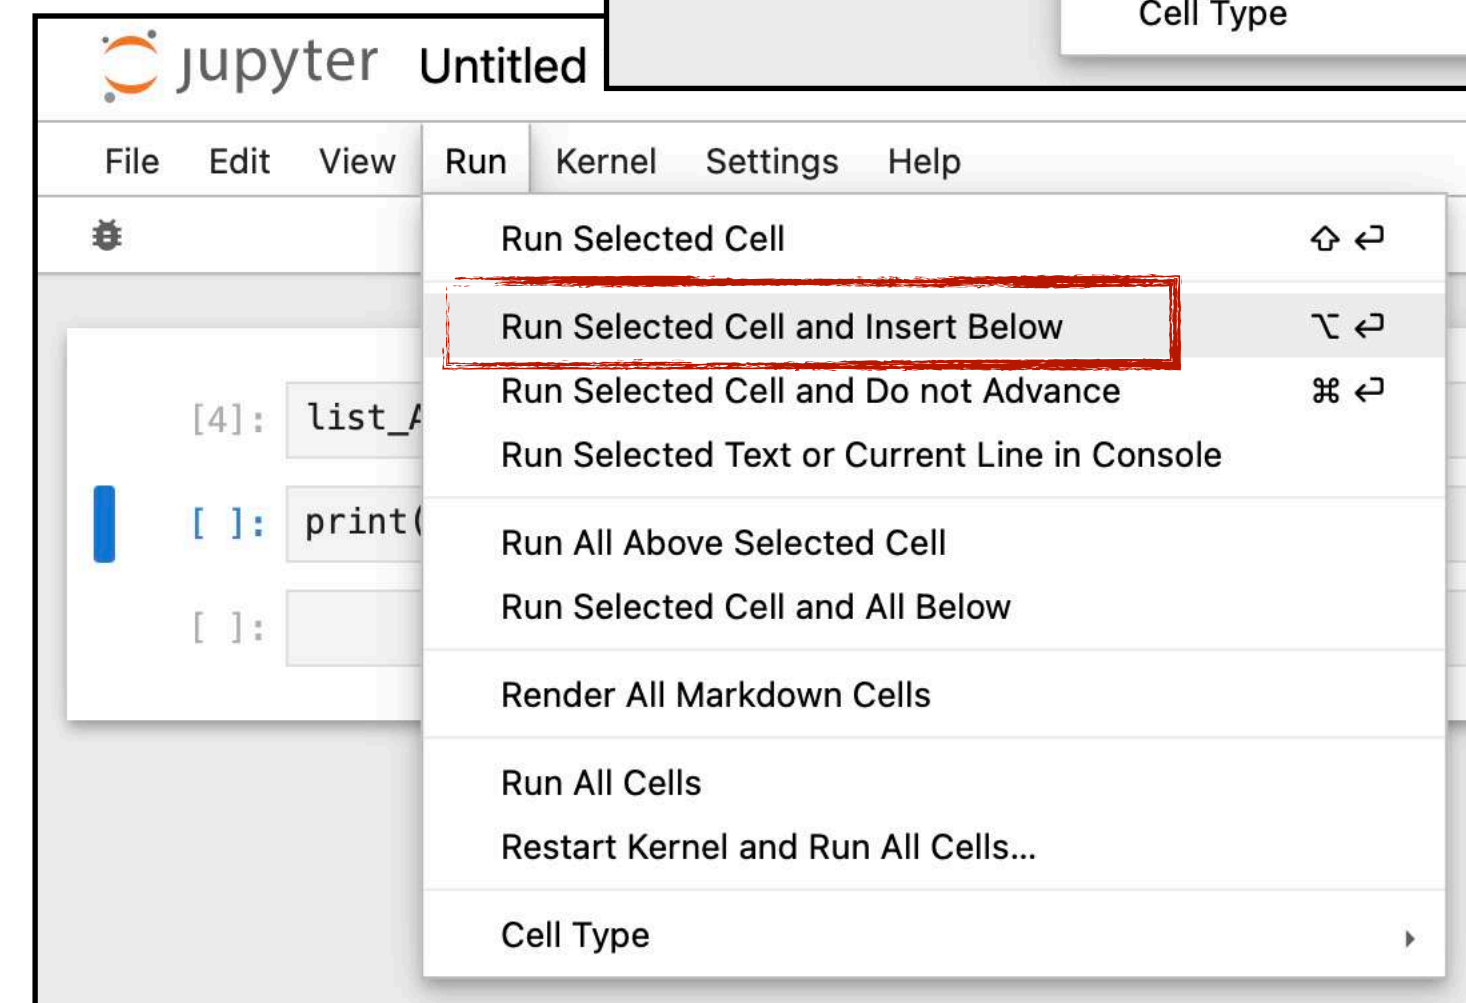 Cell Type
jupyter Untitled
File Edit View Run Kernel Settings Help
Run Selected Cell ⇧ ⏎
Run Selected Cell and Insert Below ⌥ ⏎
Run Selected Cell and Do not Advance ⌘ ⏎
[4]: list_A
Run Selected Text or Current Line in Console
[ ]: print(
Run All Above Selected Cell
Run Selected Cell and All Below
[ ]:
Render All Markdown Cells
Run All Cells
Restart Kernel and Run All Cells...
Cell Type